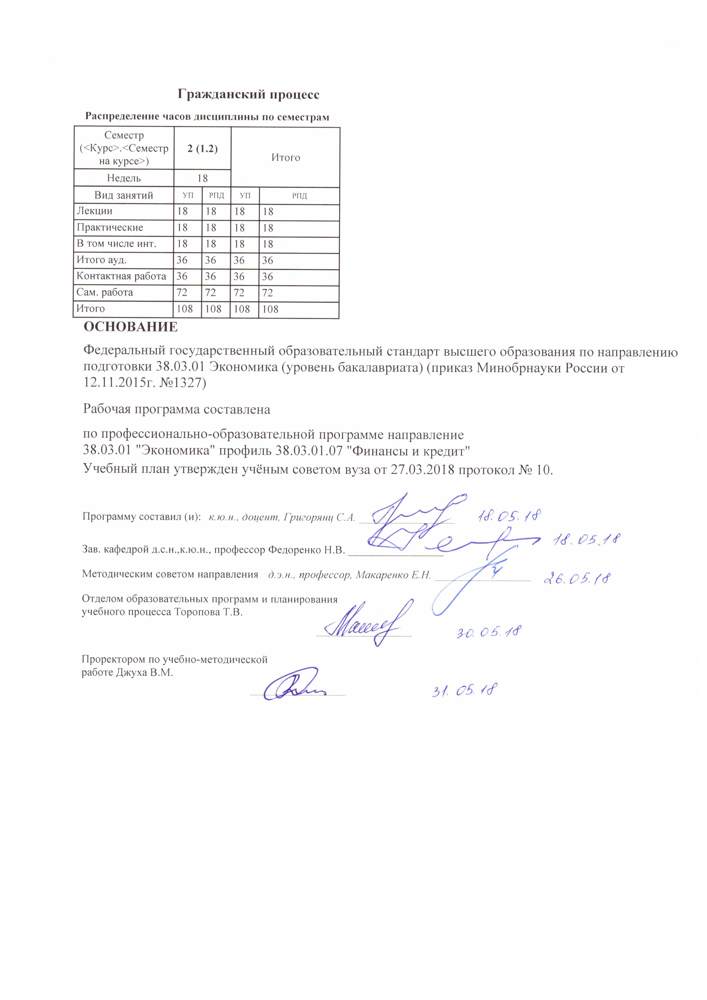 Гражданский процесс
Распределение часов дисциплины по семестрам
Семестр
(<Курс>.<Семестр
на курсе>)
2 (1.2)
Итого
Недель
18
Вид занятий УП РПД УП РПД
Лекции 18 18 18 18
Практические 18 18 18 18
В том числе инт. 18 18 18 18
Итого ауд. 36 36 36 36
Контактная работа 36 36 36 36
Сам. работа 72 72 72 72
Итого 108 108 108 108
ОСНОВАНИЕ
Федеральный государственный образовательный стандарт высшего образования по направлению
подготовки 38.03.01 Экономика (уровень бакалавриата) (приказ Минобрнауки России от
12.11.2015г. №1327)
Рабочая программа составлена
по профессионально-образовательной программе направление
38.03.01 "Экономика" профиль 38.03.01.07 "Финансы и кредит"
Учебный план утвержден учёным советом вуза от 27.03.2018 протокол № 10.
Программу составил (и): к.ю.н., доцент, Григорянц С.А. 18.05.18
Зав. кафедрой д.с.н.,к.ю.н., профессор Федоренко Н.В. 18.05.18
Методическим советом направления д.э.н., профессор, Макаренко Е.Н. 26.05.18
Отделом образовательных программ и планирования
учебного процесса Торопова Т.В.
30.05.18
Проректором по учебно-методической
работе Джуха В.М.
31.05.18